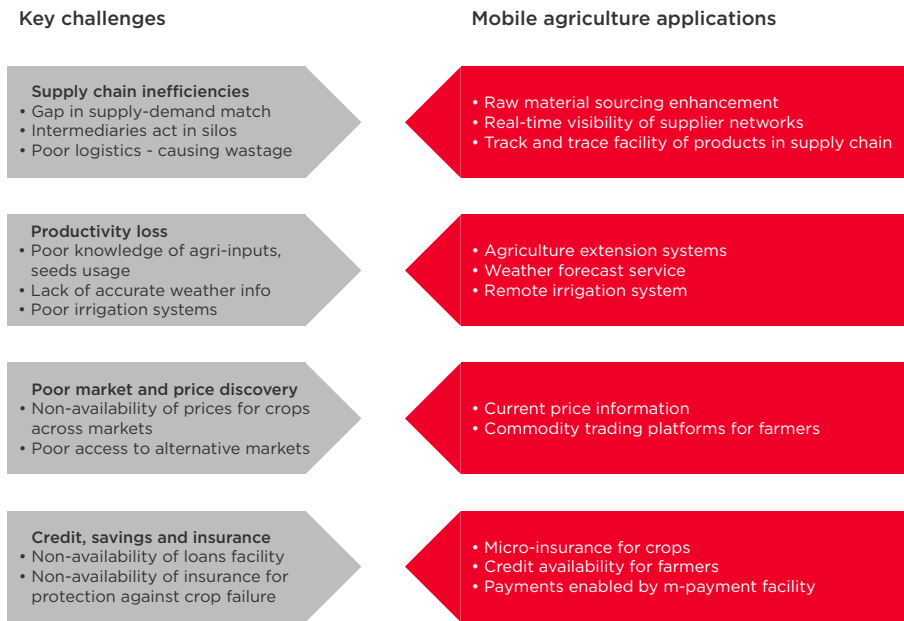 Key challenges
Mobile agriculture applications
Supply chain inefficiencies
• Gap in supply-demand match
• Intermediaries act in silos
• Poor logistics - causing wastage
• Raw material sourcing enhancement
• Real-time visibility of supplier networks
• Track and trace facility of products in supply chain
Productivity loss
• Poor knowledge of agri-inputs,
seeds usage
• Lack of accurate weather info
• Poor irrigation systems
• Agriculture extension systems
• Weather forecast service
• Remote irrigation system
Poor market and price discovery
• Non-availability of prices for crops
across markets
• Poor access to alternative markets
• Current price information
• Commodity trading platforms for farmers
Credit, savings and insurance
• Non-availability of loans facility
• Non-availability of insurance for
protection against crop failure
• Micro-insurance for crops
• Credit availability for farmers
• Payments enabled by m-payment facility